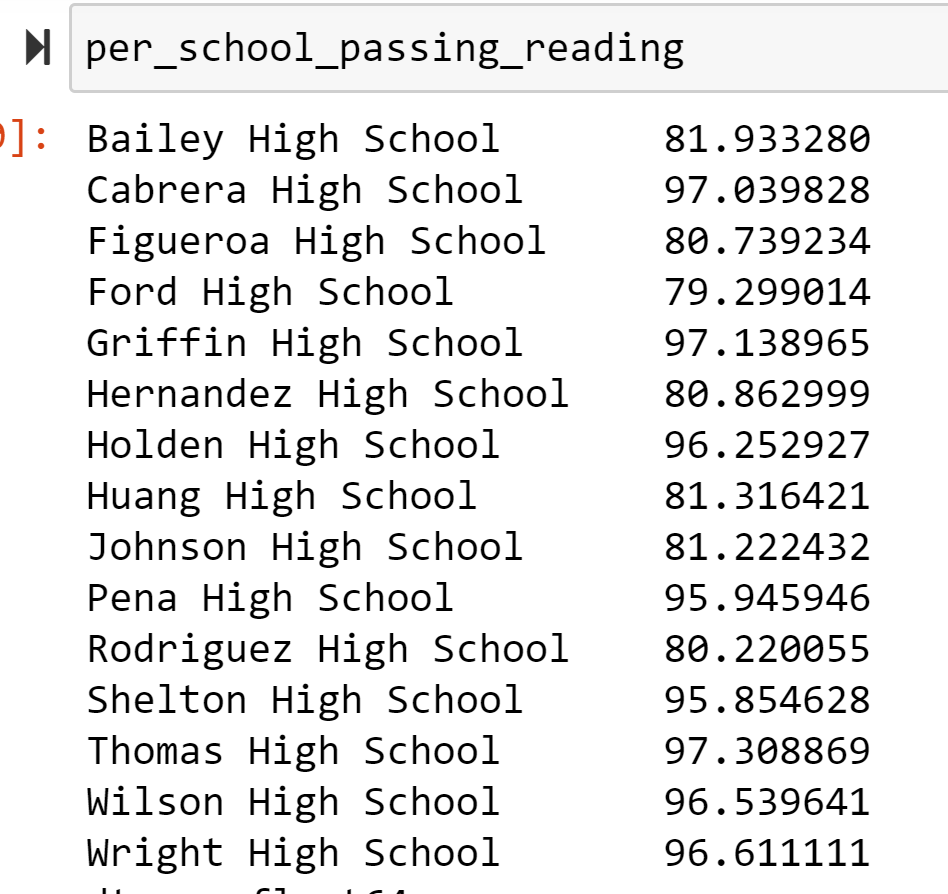 per_school_passing_reading
]:
Bailey High School 81.933280
Cabrera High School 97.039828
Figueroa High School 80.739234
Ford High School 79.299014
Griffin High School 97.138965
Hernandez High School 80.862999
Holden High School 96.252927
Huang High School 81.316421
Johnson High School 81.222432
Pena High School 95.945946
Rodriguez High School 80.220055
Shelton High School 95.854628
Thomas High School 97.308869
Wilson High School 96.539641
Wright High School 96.611111